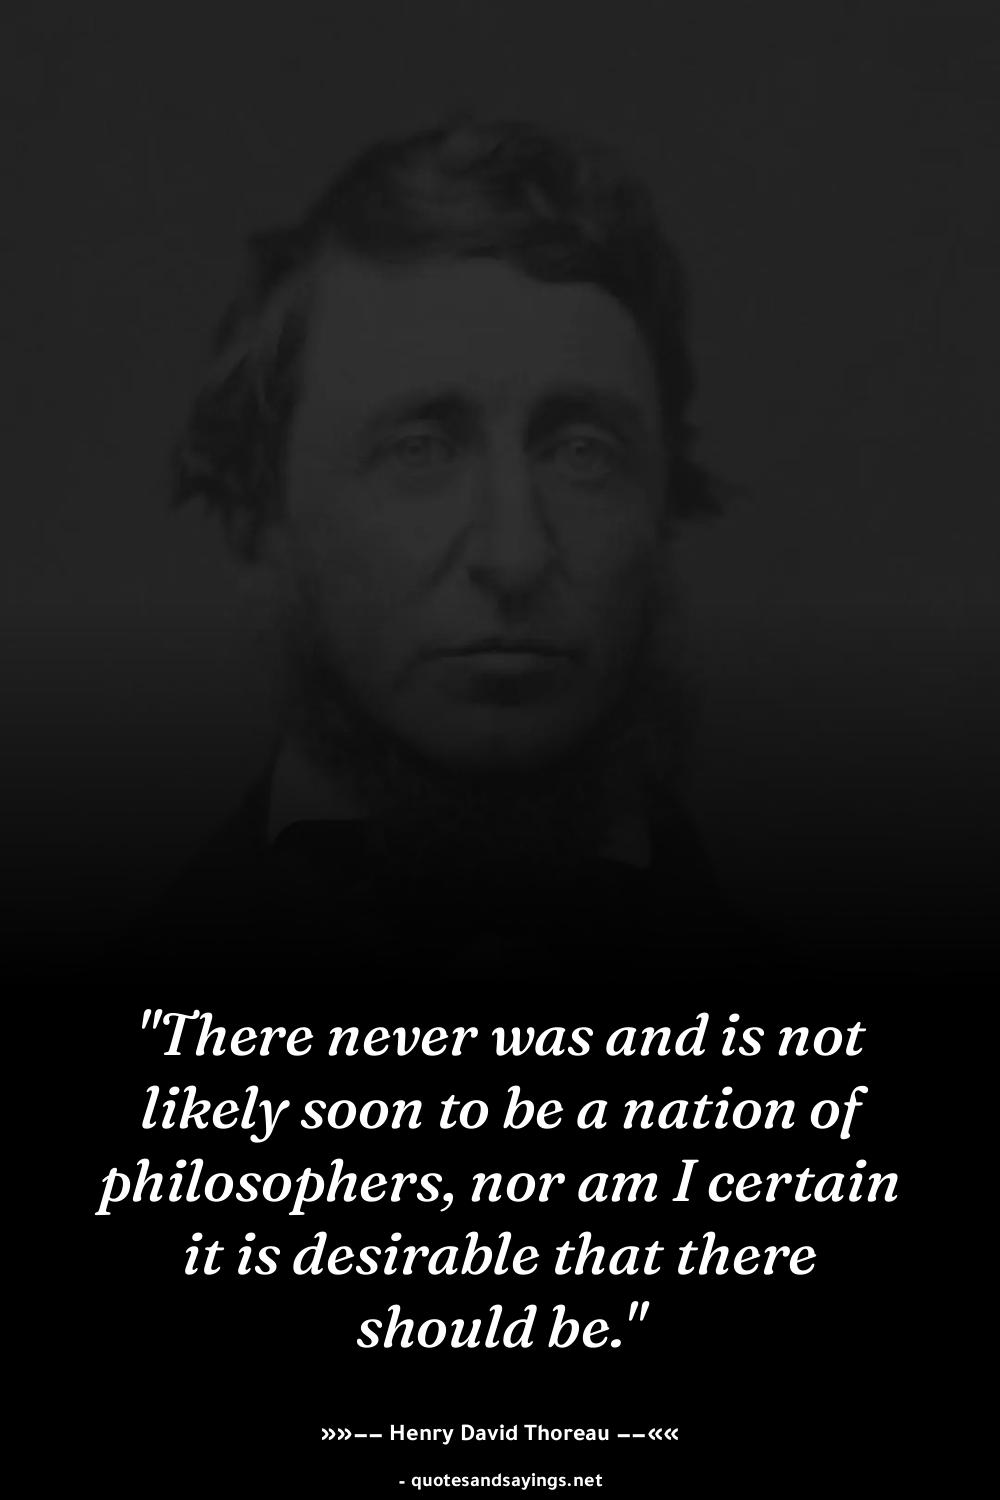 "There never was and is not
likely soon to be a nation of
philosophers, nor am I certain
it is desirable that there
should be."
»»−− Henry David Thoreau −−««
- quotesandsayings.net